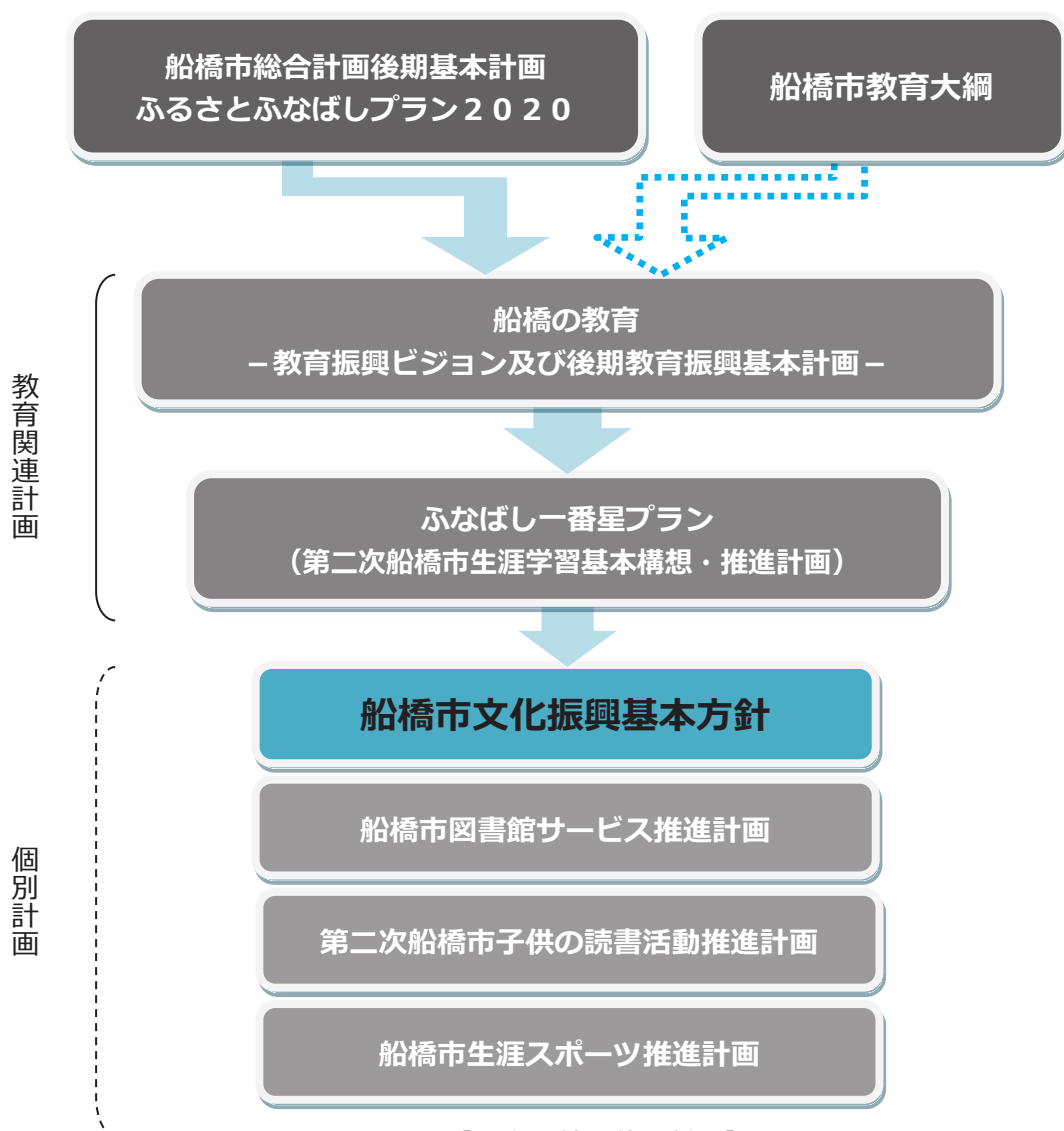 船橋市総合計画後期基本計画
ふるさとふなばしプラン２０２０
船橋市教育大綱
船橋の教育
－教育振興ビジョン及び後期教育振興基本計画－
教育関連計画
ふなばし一番星プラン
（第二次船橋市生涯学習基本構想・推進計画）
船橋市文化振興基本方針
船橋市図書館サービス推進計画
個別計画
第二次船橋市子供の読書活動推進計画
船橋市生涯スポーツ推進計画